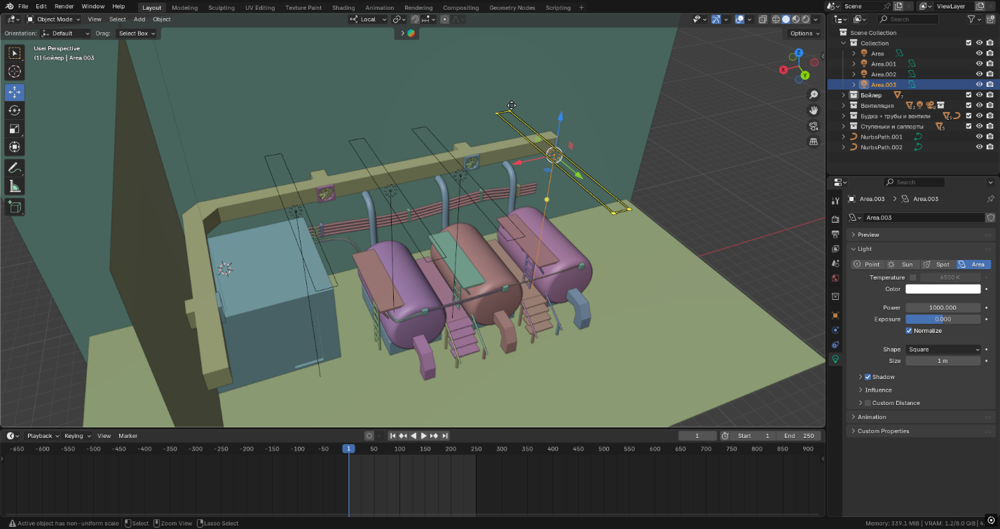 File Edit Render Window Help Layout Modeling Sculpting UV Editing Texture Paint Shading Animation Rendering Compositing Geometry Nodes Scripting + Scene ViewLayer
Object Mode View Select Add Object Local
Orientation: Default Drag: Select Box Options
User Perspective
(1) Бойлер | Area.003
Z
X
Y
Search
Scene Collection
Collection
Area
Area.001
Area.002
Area.003
Бойлер 7
Вентиляция
Будка + трубы и вентили
Ступеньки и саппорты
NurbsPath.001
NurbsPath.002
Search
Area.003 > Area.003
Area.003
Preview
Light
Point Sun Spot Area
Temperature 6500 K
Color
Power 1000.000
Exposure 0.000
Normalize
Shape Square
Size 1 m
Shadow
Influence
Custom Distance
Animation
Custom Properties
Playback Keying View Marker 1 Start 1 End 250
-650 -600 -550 -500 -450 -400 -350 -300 -250 -200 -150 -100 -50 1 50 100 150 200 250 300 350 400 450 500 550 600 650 700 750 800 850 900
Active object has non-uniform scale Select Zoom View Lasso Select Memory: 339.1 MiB | VRAM: 1.2/8.0 GiB | 4.